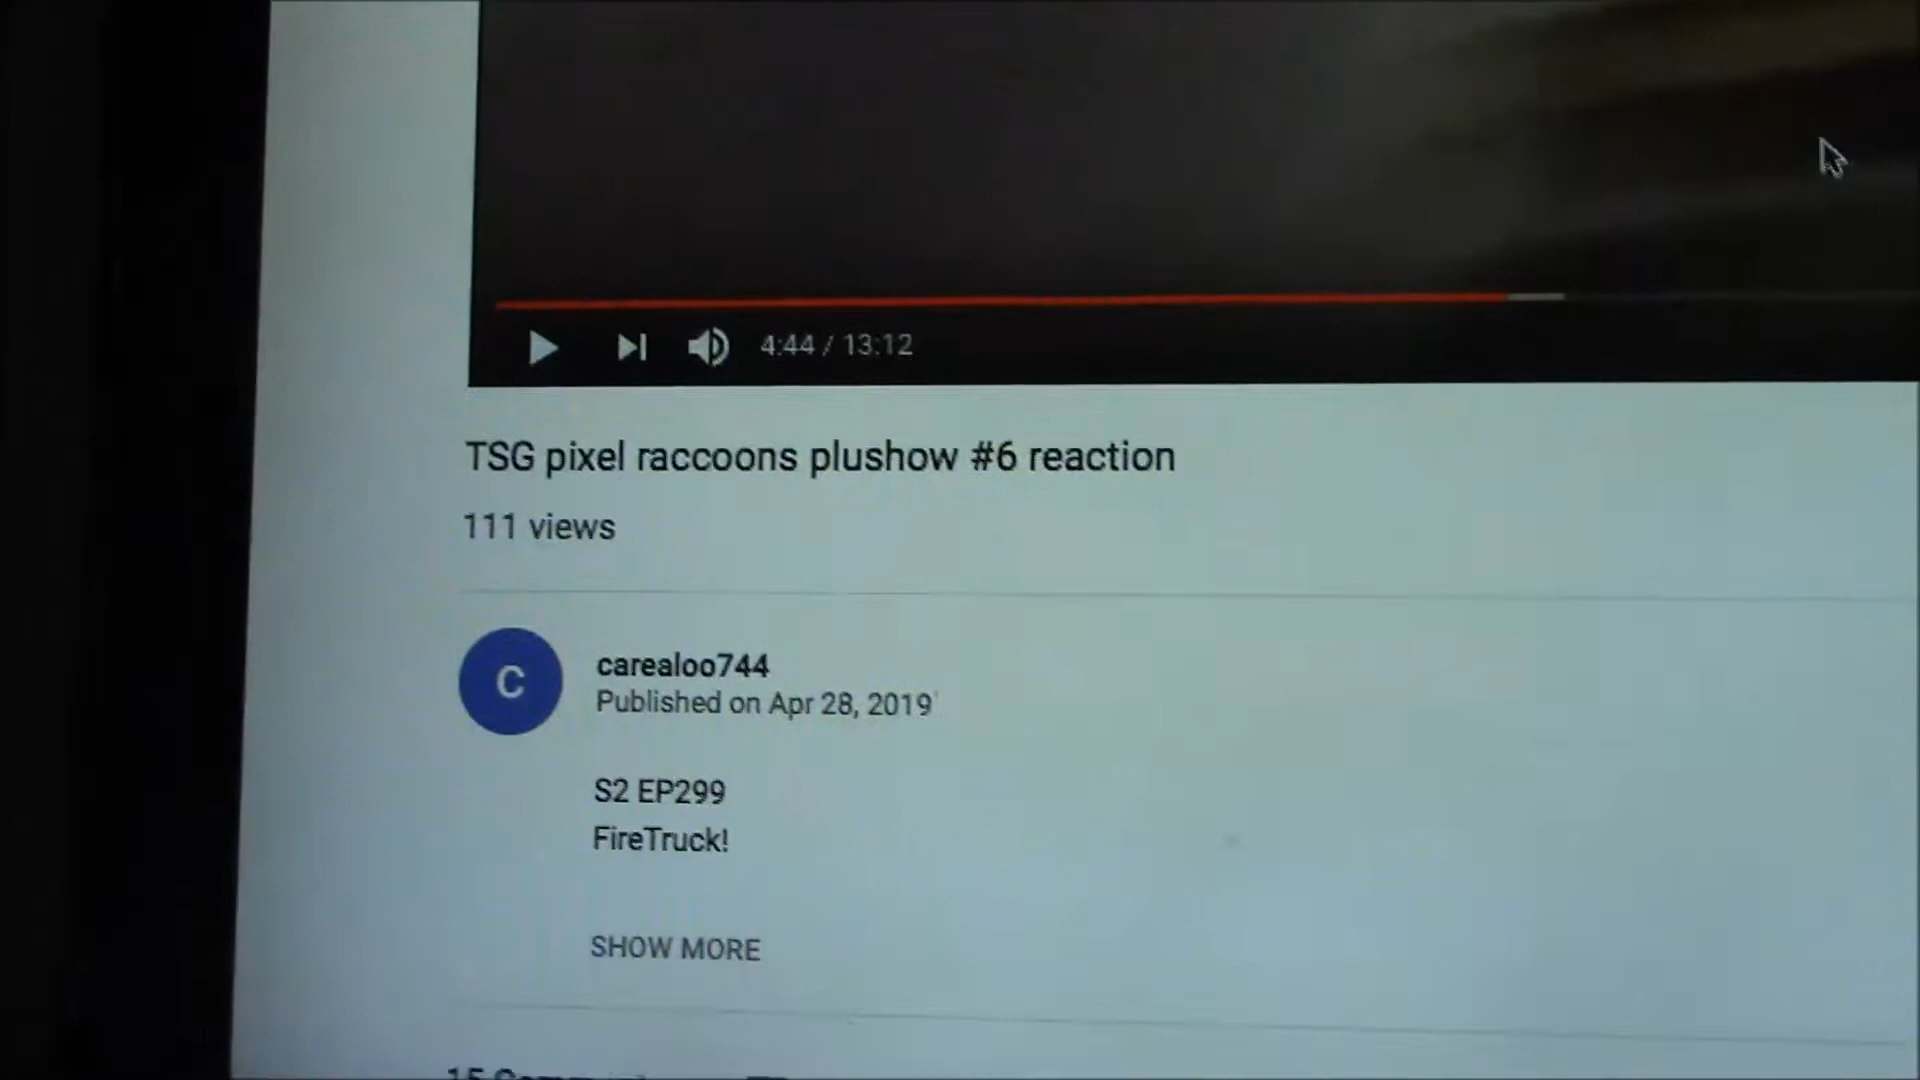 4:44 / 13:12
TSG pixel raccoons plushow #6 reaction
111 views
C
carealoo744
Published on Apr 28, 2019
S2 EP299
FireTruck!
SHOW MORE
15